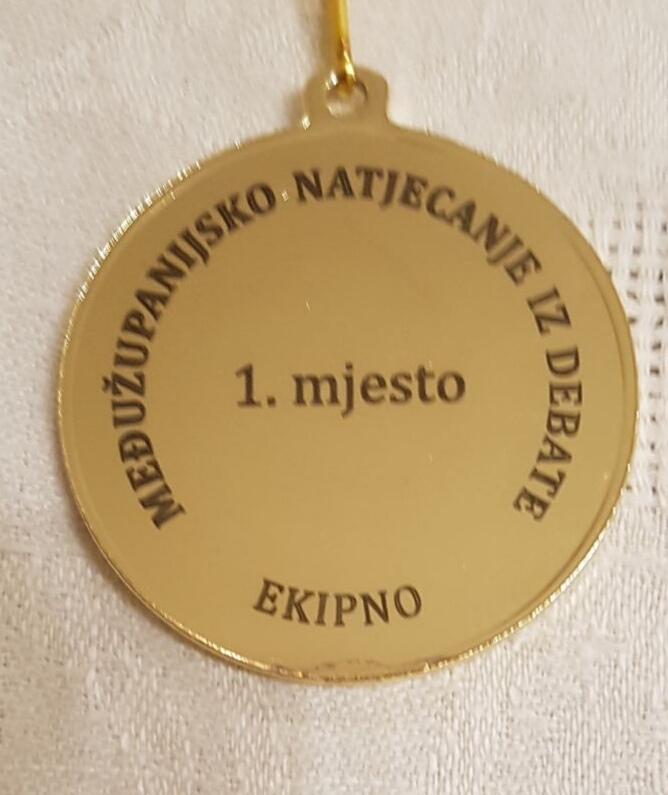 MEĐUŽUPANIJSKO NATJECANJE IZ DEBATE
1. mjesto
EKIPNO